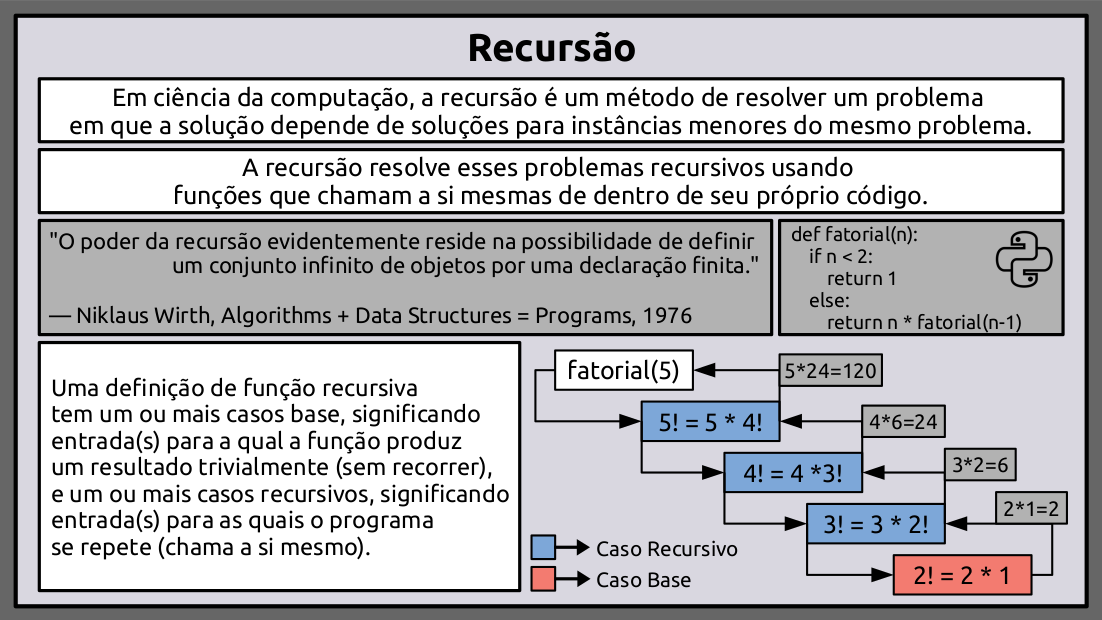 Recursão
Em ciência da computação, a recursão é um método de resolver um problema
em que a solução depende de soluções para instâncias menores do mesmo problema.
A recursão resolve esses problemas recursivos usando
funções que chamam a si mesmas de dentro de seu próprio código.
"O poder da recursão evidentemente reside na possibilidade de definir
um conjunto infinito de objetos por uma declaração finita."
— Niklaus Wirth, Algorithms + Data Structures = Programs, 1976
def fatorial(n):
if n < 2:
return 1
else:
return n * fatorial(n-1)
Uma definição de função recursiva
tem um ou mais casos base, significando
entrada(s) para a qual a função produz
um resultado trivialmente (sem recorrer),
e um ou mais casos recursivos, significando
entrada(s) para as quais o programa
se repete (chama a si mesmo).
fatorial(5)
5*24=120
5! = 5 * 4!
4*6=24
4! = 4 *3!
3*2=6
3! = 3 * 2!
2*1=2
2! = 2 * 1
Caso Recursivo
Caso Base